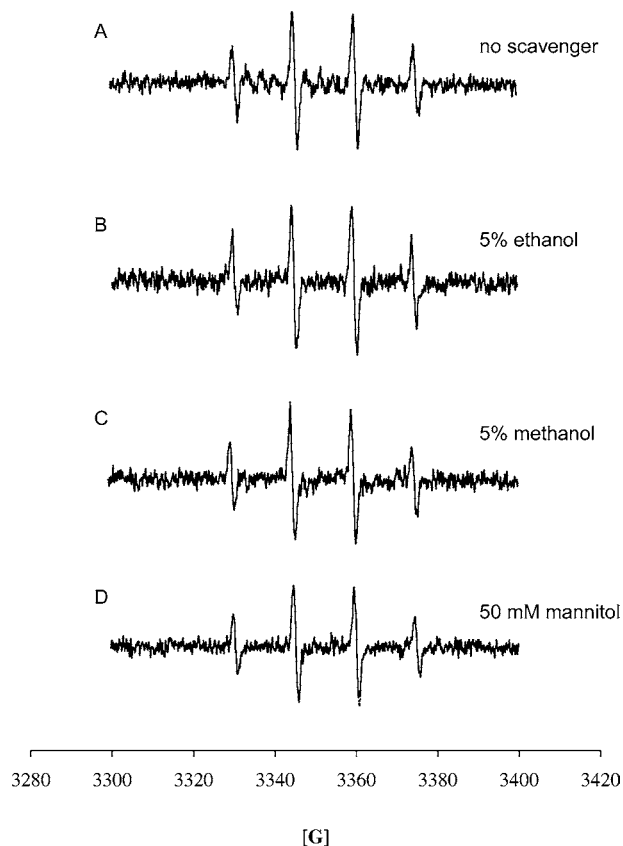 A
no scavenger
B
5% ethanol
C
5% methanol
D
50 mM mannitol
3280 3300 3320 3340 3360 3380 3400 3420
[G]